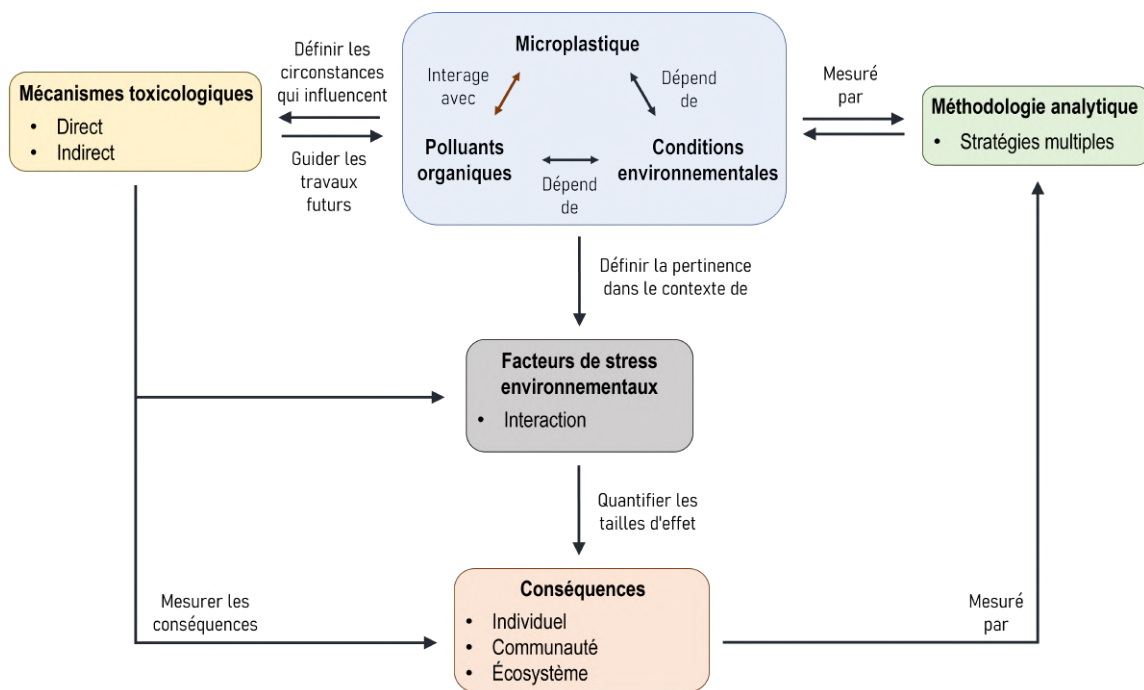 Microplastique
Interage
avec
Dépend
de
Polluants
organiques
Conditions
environnementales
Dépend
de
Définir les
circonstances
qui influencent
Mécanismes toxicologiques
• Direct
• Indirect
Guider les
travaux
futurs
Mesuré
par
Méthodologie analytique
• Stratégies multiples
Définir la pertinence
dans le contexte de
Facteurs de stress
environnementaux
• Interaction
Quantifier les
tailles d'effet
Mesurer les
conséquences
Conséquences
• Individuel
• Communauté
• Écosystème
Mesuré
par